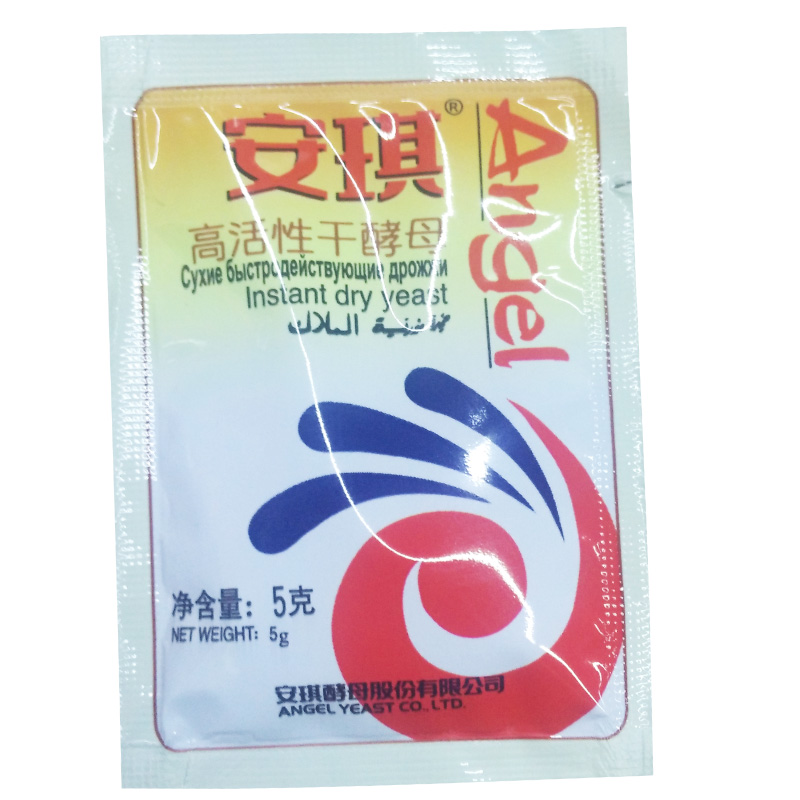 安琪®
Angel
高活性干酵母
Сухие быстродействующие дрожжи
Instant dry yeast
الملاك
净含量：5克
NET WEIGHT: 5g
安琪酵母股份有限公司
ANGEL YEAST CO., LTD.